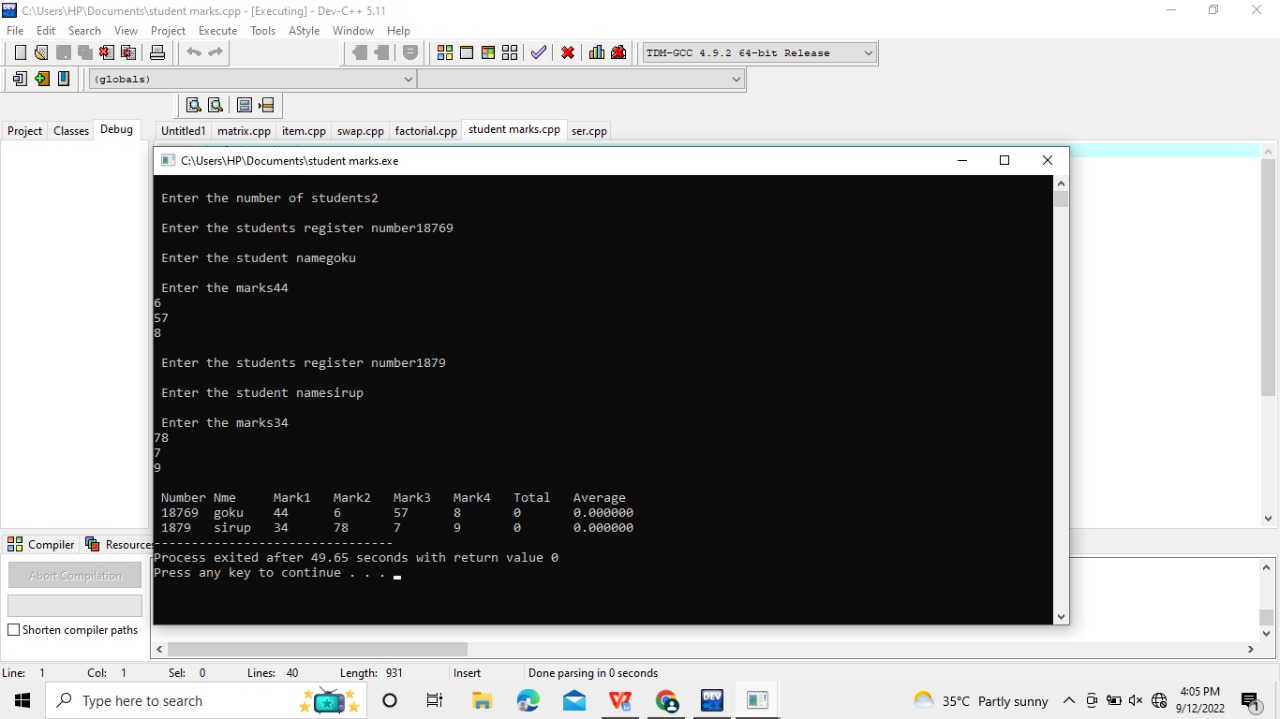 C:\Users\HP\Documents\student marks.cpp - [Executing] - Dev-C++ 5.11
File Edit Search View Project Execute Tools AStyle Window Help
TDM-GCC 4.9.2 64-bit Release
(globals)
Project Classes Debug Untitled1 matrix.cpp item.cpp swap.cpp factorial.cpp student marks.cpp ser.cpp
C:\Users\HP\Documents\student marks.exe
Enter the number of students2
Enter the students register number18769
Enter the student namegoku
Enter the marks44
6
57
8
Enter the students register number1879
Enter the student namesirup
Enter the marks34
78
7
9
Number Nme Mark1 Mark2 Mark3 Mark4 Total Average
18769 goku 44 6 57 8 0 0.000000
1879 sirup 34 78 7 9 0 0.000000
--------------------------------
Process exited after 49.65 seconds with return value 0
Press any key to continue . . .
Compiler Resources
Abort Compilation
Shorten compiler paths
Line: 1 Col: 1 Sel: 0 Lines: 40 Length: 931 Insert Done parsing in 0 seconds
Type here to search
DEV
35°C Partly sunny
4:05 PM
9/12/2022
1